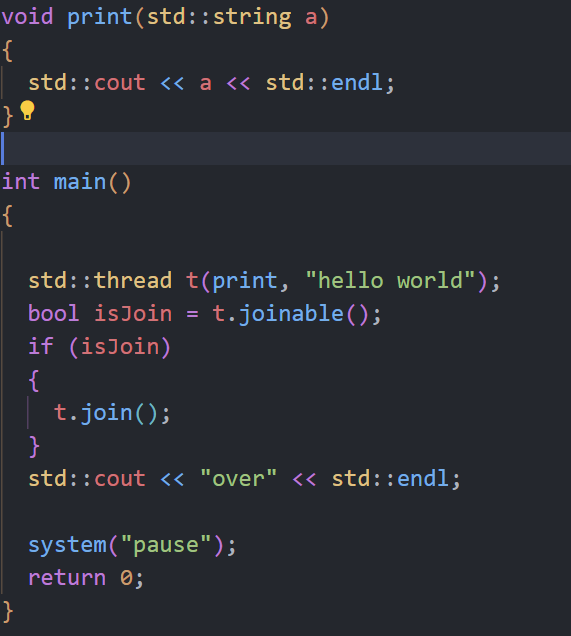 void print(std::string a)
{
std::cout << a << std::endl;
}
int main()
{
std::thread t(print, "hello world");
bool isJoin = t.joinable();
if (isJoin)
{
t.join();
}
std::cout << "over" << std::endl;
system("pause");
return 0;
}